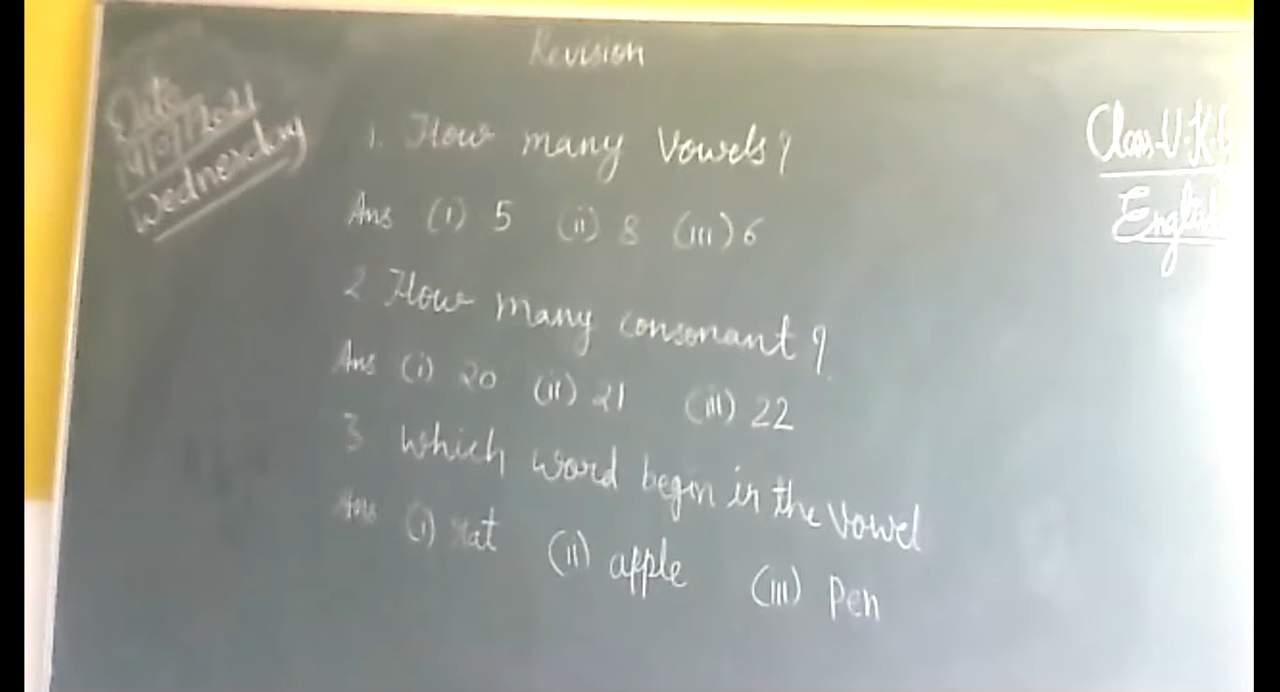 Revision
Date
Wednesday
Class-U.K.
English
1. How many Vowels?
Ans (i) 5 (ii) 8 (iii) 6
2 How many consonant?
Ans (i) 20 (ii) 21 (iii) 22
3 which word begin in the Vowel
Ans (i) rat (ii) apple (iii) Pen